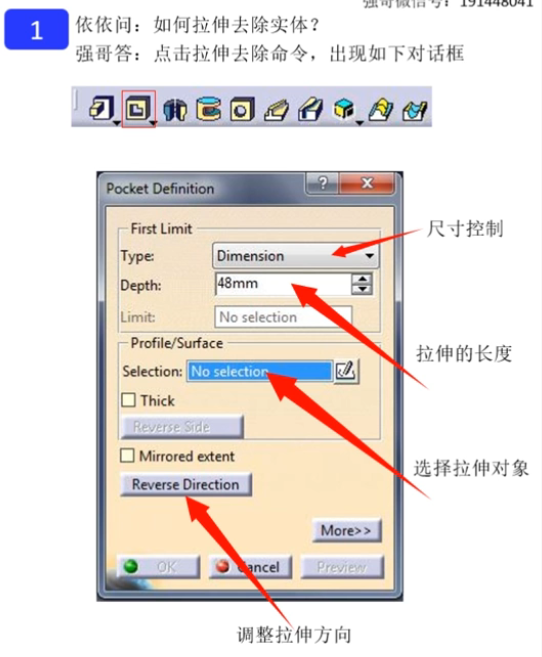 强哥微信号：191448041
1
依依问：如何拉伸去除实体？
强哥答：点击拉伸去除命令，出现如下对话框
Pocket Definition
? X
First Limit
Type: Dimension
尺寸控制
Depth: 48mm
Limit: No selection
Profile/Surface
拉伸的长度
Selection: No selection
Thick
Reverse Side
Mirrored extent
选择拉伸对象
Reverse Direction
More>>
OK Cancel Preview
调整拉伸方向